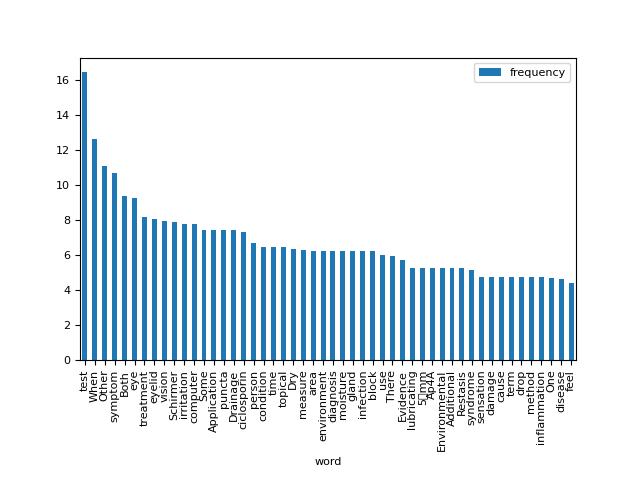 frequency
16
14
12
10
8
6
4
2
0
test
When
Other
symptom
Both
eye
treatment
eyelid
vision
Schirmer
irritation
computer
Some
Application
puncta
Drainage
ciclosporin
person
condition
time
topical
Dry
measure
area
environment
diagnosis
moisture
gland
infection
block
use
There
Evidence
lubricating
5▯mm
Ap4A
Environmental
Additional
Restasis
syndrome
sensation
damage
cause
term
drop
method
inflammation
One
disease
feel
word